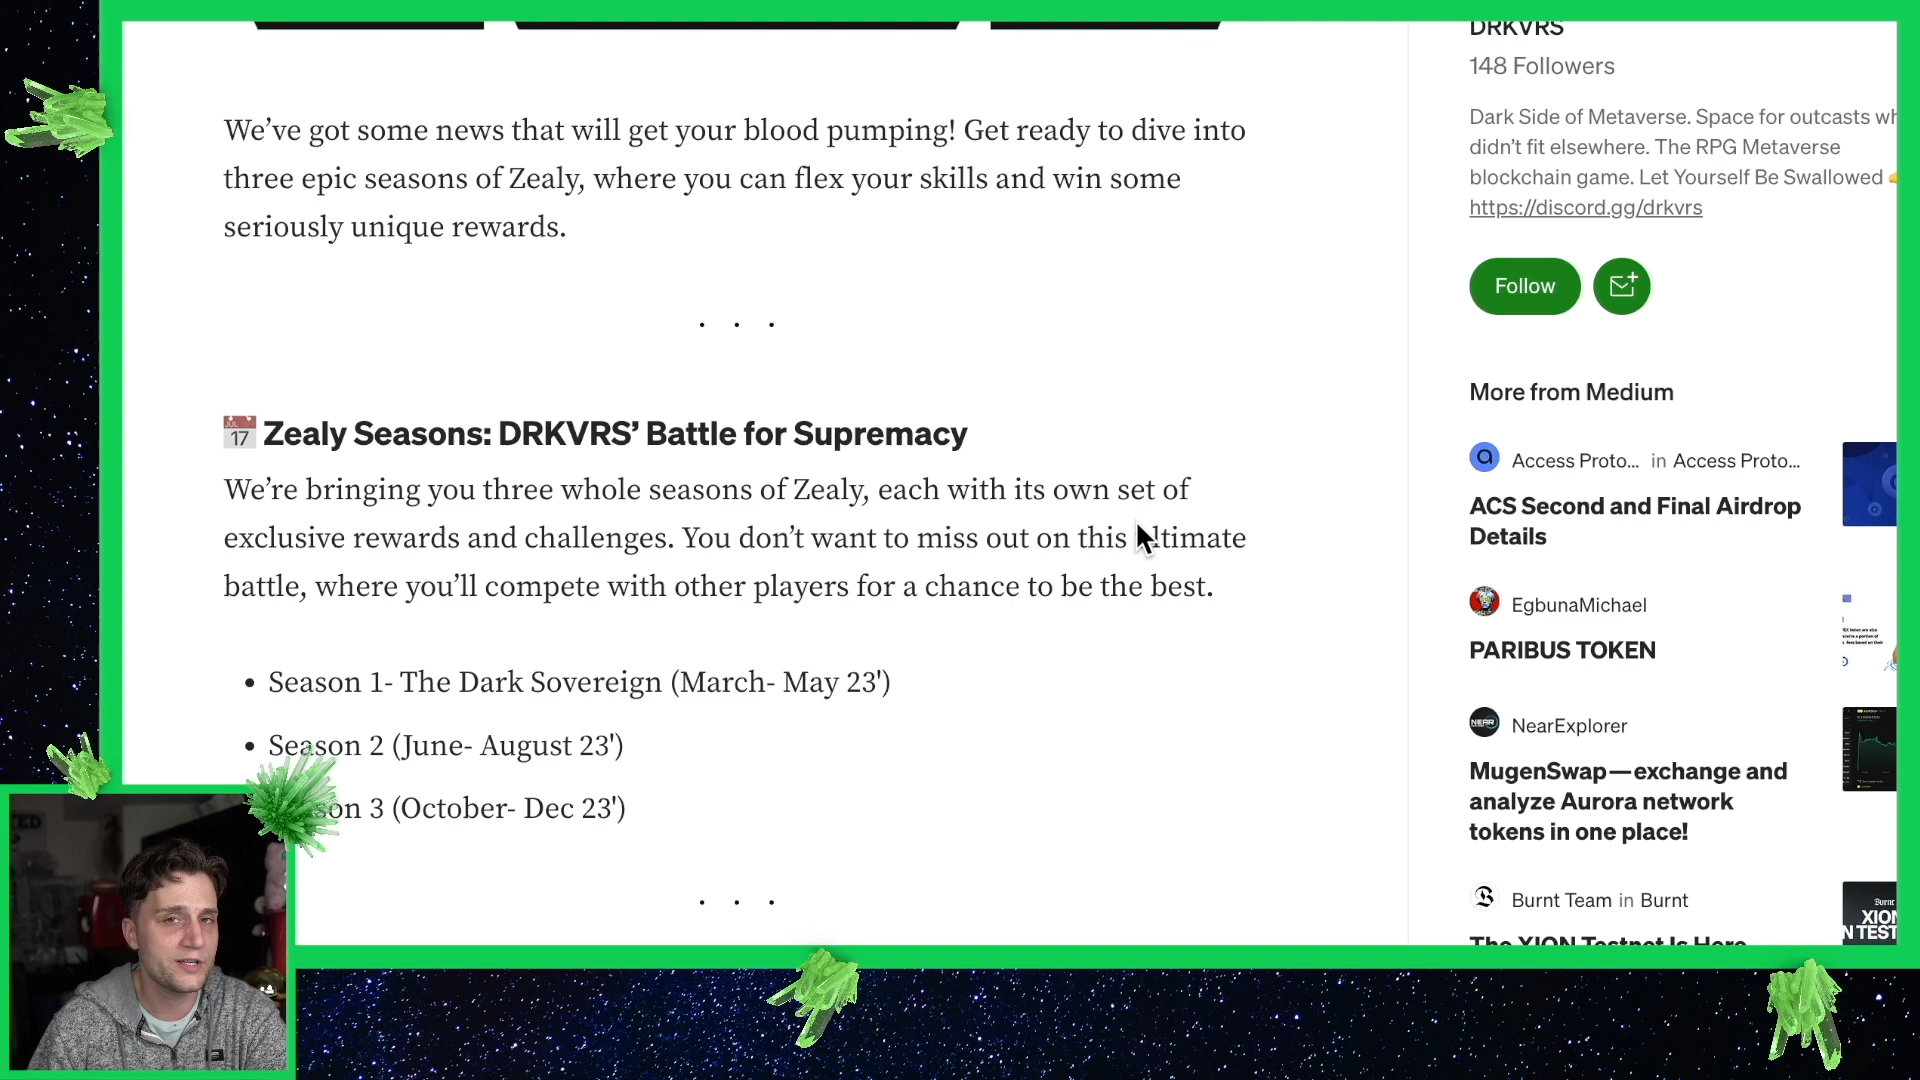 We’ve got some news that will get your blood pumping! Get ready to dive into
three epic seasons of Zealy, where you can flex your skills and win some
seriously unique rewards.
. . .
JUL
17
Zealy Seasons: DRKVRS’ Battle for Supremacy
We’re bringing you three whole seasons of Zealy, each with its own set of
exclusive rewards and challenges. You don’t want to miss out on this ultimate
battle, where you’ll compete with other players for a chance to be the best.
• Season 1- The Dark Sovereign (March- May 23')
• Season 2 (June- August 23')
on 3 (October- Dec 23')
. . .
DRKVRS
148 Followers
Dark Side of Metaverse. Space for outcasts wh
didn’t fit elsewhere. The RPG Metaverse
blockchain game. Let Yourself Be Swallowed
https://discord.gg/drkvrs
Follow
More from Medium
Access Proto... in Access Proto...
ACS Second and Final Airdrop
Details
EgbunaMichael
PARIBUS TOKEN
NEAR
NearExplorer
MugenSwap—exchange and
analyze Aurora network
tokens in one place!
Burnt Team in Burnt
The XION Testnet Is Here
Burnt
XION
N TEST